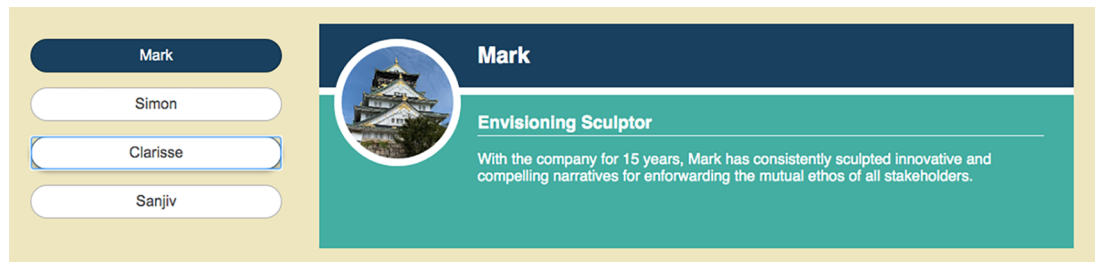 Mark
Simon
Clarisse
Sanjiv
Mark
Envisioning Sculptor
With the company for 15 years, Mark has consistently sculpted innovative and
compelling narratives for enforwarding the mutual ethos of all stakeholders.